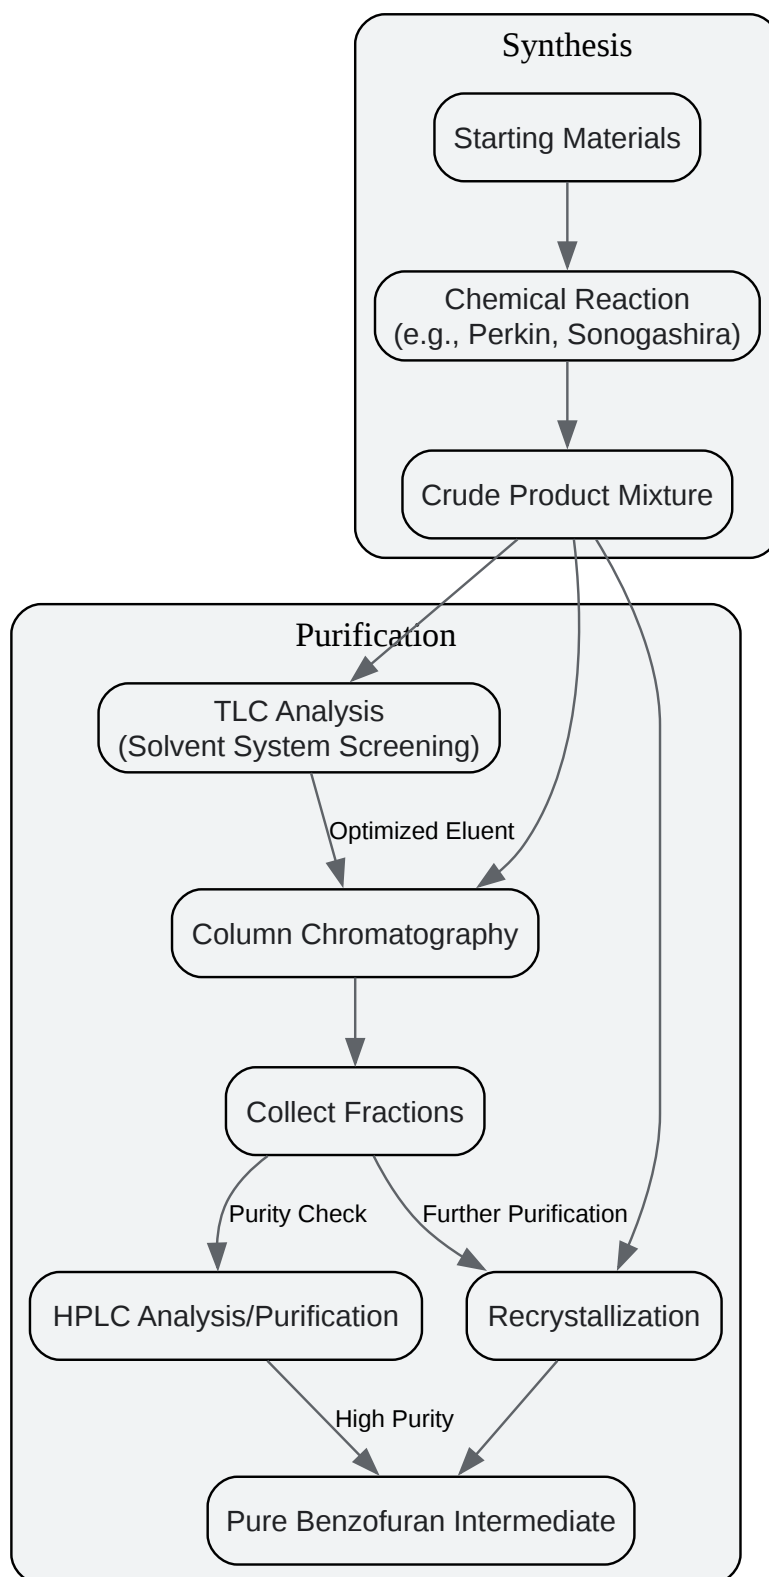 Synthesis
Starting Materials
Chemical Reaction
(e.g., Perkin, Sonogashira)
Crude Product Mixture
Purification
TLC Analysis
(Solvent System Screening)
Optimized Eluent
Column Chromatography
Collect Fractions
Purity Check
Further Purification
HPLC Analysis/Purification
Recrystallization
High Purity
Pure Benzofuran Intermediate